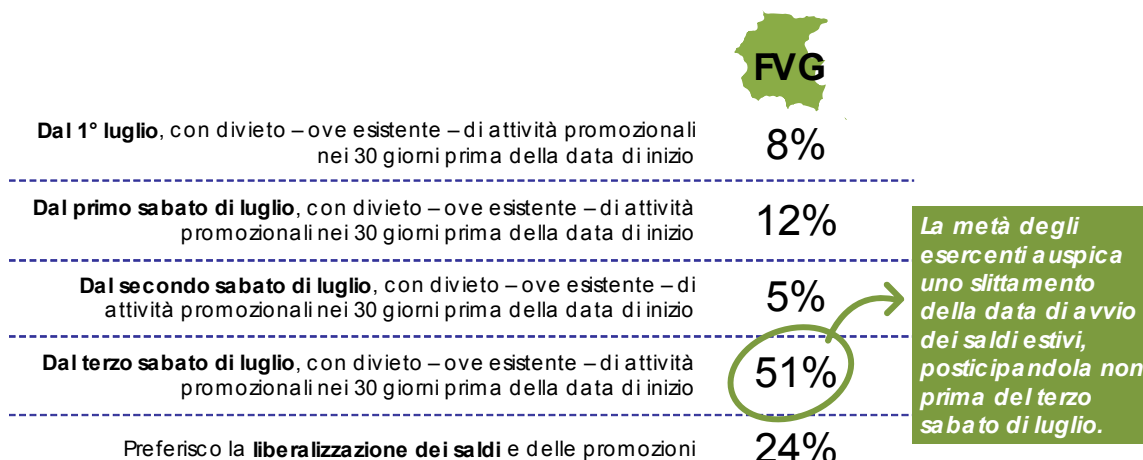 FVG
Dal 1° luglio, con divieto – ove esistente – di attività promozionali
nei 30 giorni prima della data di inizio
8%
Dal primo sabato di luglio, con divieto – ove esistente – di attività
promozionali nei 30 giorni prima della data di inizio
12%
Dal secondo sabato di luglio, con divieto – ove esistente – di
attività promozionali nei 30 giorni prima della data di inizio
5%
Dal terzo sabato di luglio, con divieto – ove esistente – di attività
promozionali nei 30 giorni prima della data di inizio
51%
Preferisco la liberalizzazione dei saldi e delle promozioni
24%
La metà degli
esercenti auspica
uno slittamento
della data di avvio
dei saldi estivi,
posticipandola non
prima del terzo
sabato di luglio.